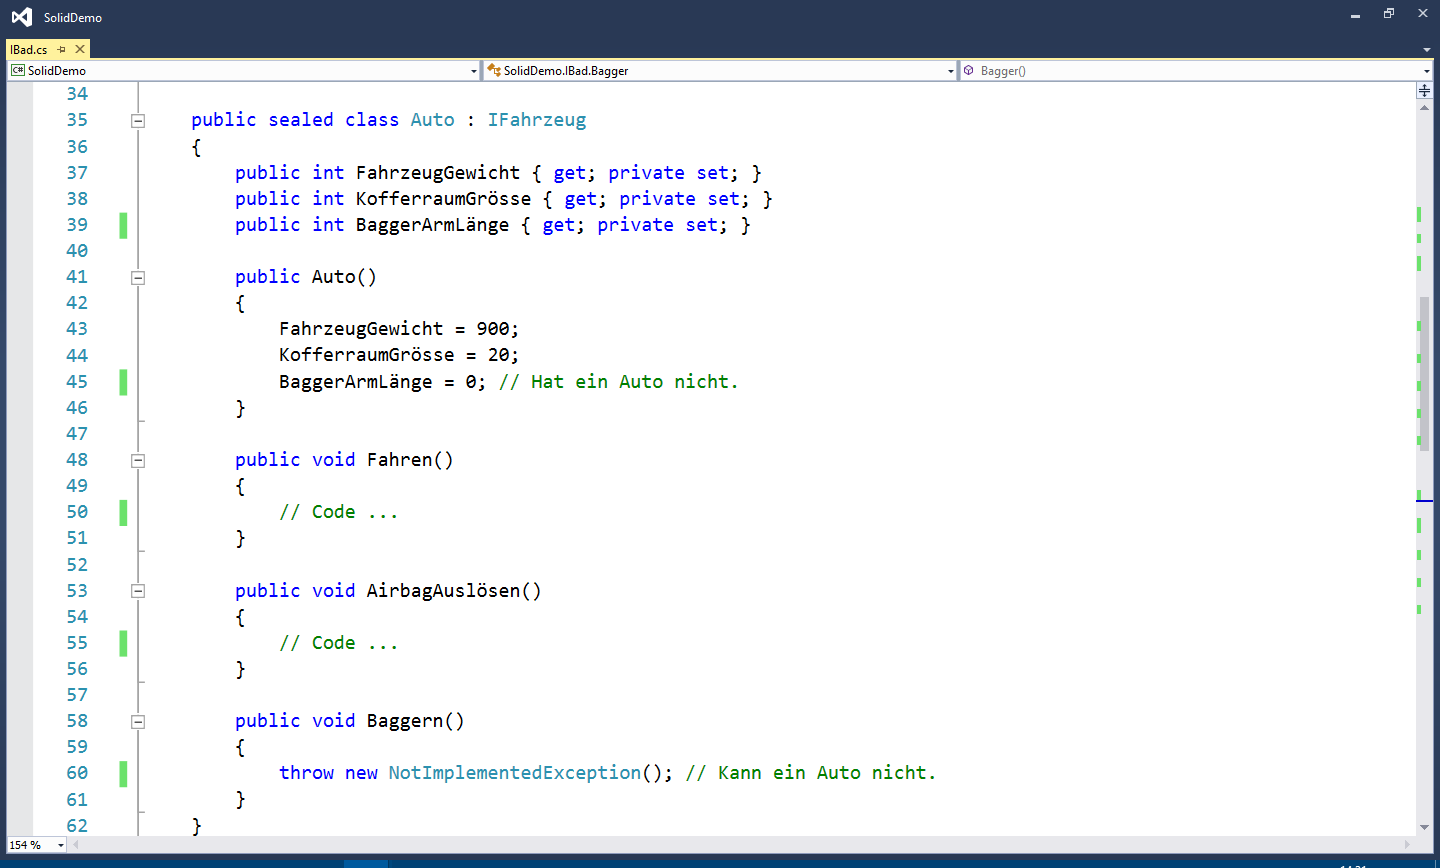 SolidDemo
IBad.cs
C# SolidDemo
SolidDemo.IBad.Bagger
Bagger()
34
35 public sealed class Auto : IFahrzeug
36 {
37 public int FahrzeugGewicht { get; private set; }
38 public int KofferraumGrösse { get; private set; }
39 public int BaggerArmLänge { get; private set; }
40
41 public Auto()
42 {
43 FahrzeugGewicht = 900;
44 KofferraumGrösse = 20;
45 BaggerArmLänge = 0; // Hat ein Auto nicht.
46 }
47
48 public void Fahren()
49 {
50 // Code ...
51 }
52
53 public void AirbagAuslösen()
54 {
55 // Code ...
56 }
57
58 public void Baggern()
59 {
60 throw new NotImplementedException(); // Kann ein Auto nicht.
61 }
62 }
154 %